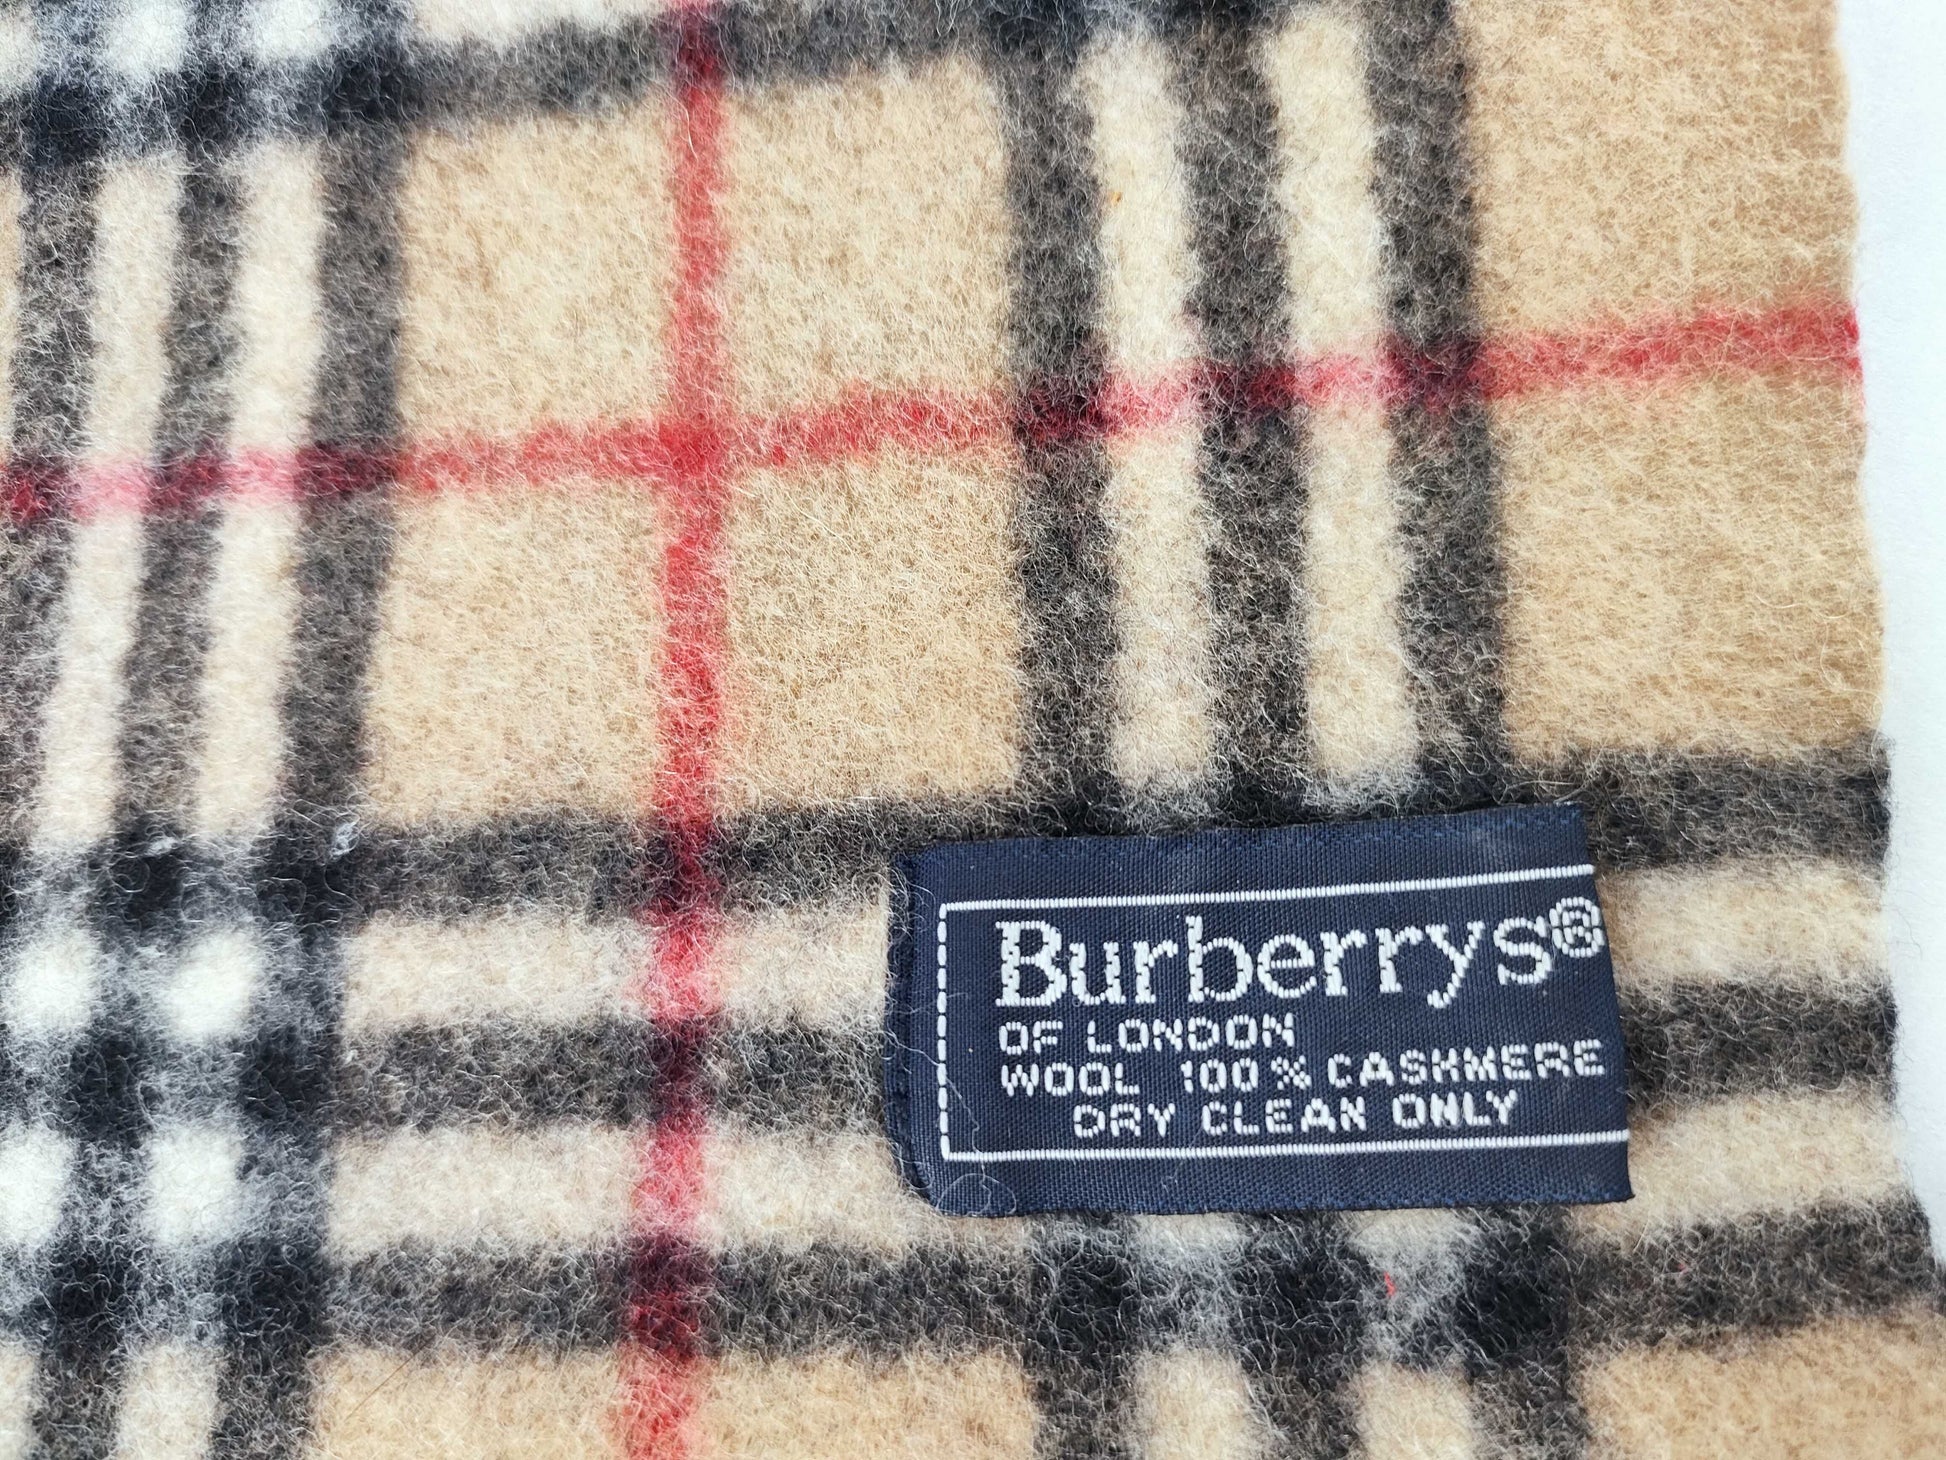 Burberrys®
OF LONDON
WOOL 100% CASHMERE
DRY CLEAN ONLY